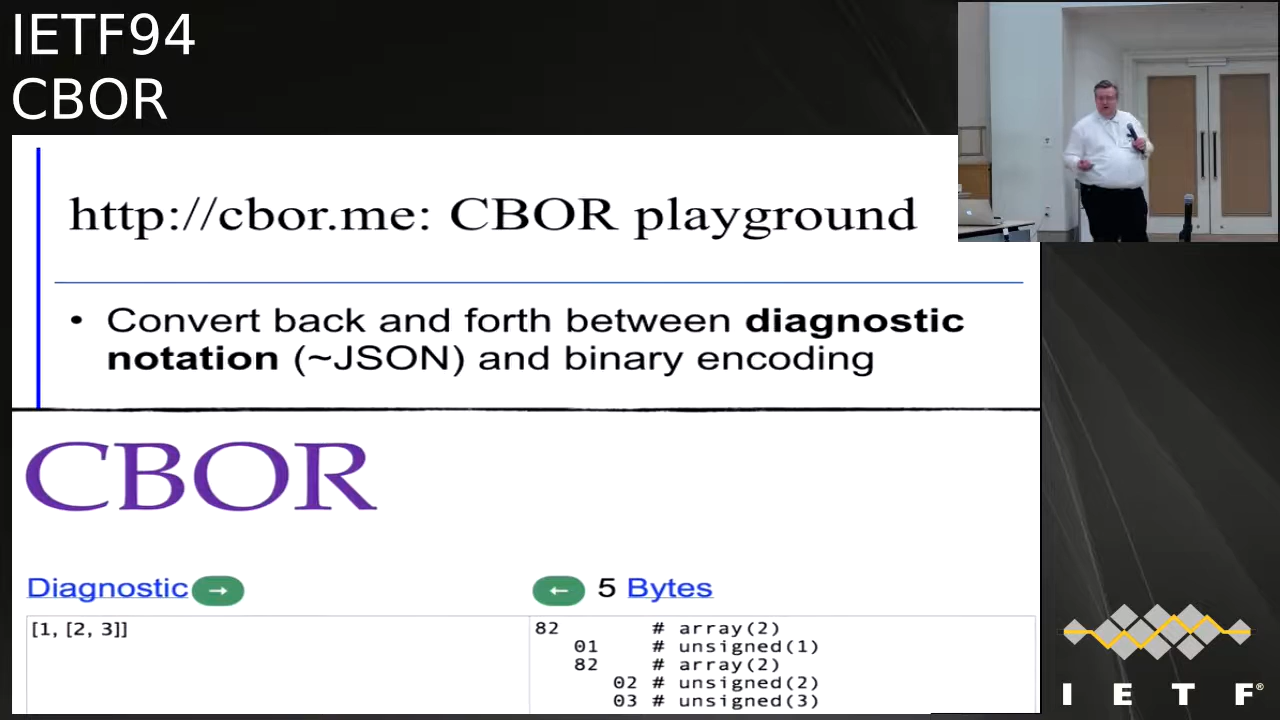 IETF94
CBOR
http://cbor.me: CBOR playground
• Convert back and forth between diagnostic
notation (~JSON) and binary encoding
CBOR
Diagnostic → ← 5 Bytes
[1, [2, 3]]
82 # array(2)
01 # unsigned(1)
82 # array(2)
02 # unsigned(2)
03 # unsigned(3)
I E T F®